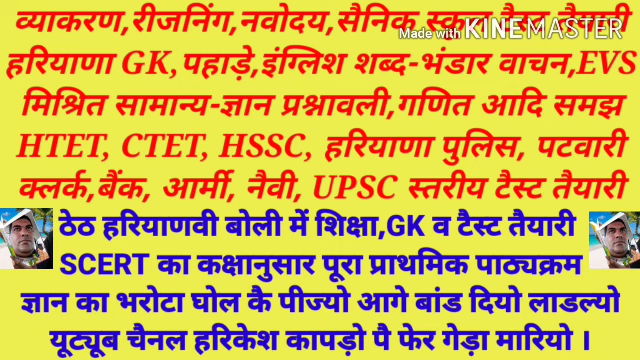 व्याकरण,रीजनिंग,नवोदय,सैनिक स्कूल टैस्ट तैयारी
Made with KINEMASTER
हरियाणा GK,पहाड़े,इंग्लिश शब्द-भंडार वाचन,EVS
मिश्रित सामान्य-ज्ञान प्रश्नावली,गणित आदि समझ
HTET, CTET, HSSC, हरियाणा पुलिस, पटवारी
क्लर्क,बैंक, आर्मी, नैवी, UPSC स्तरीय टैस्ट तैयारी
ठेठ हरियाणवी बोली में शिक्षा,GK व टैस्ट तैयारी
SCERT का कक्षानुसार पूरा प्राथमिक पाठ्यक्रम
ज्ञान का भरोटा घोल कै पीज्यो आगे बांड दियो लाडल्यो
यूट्यूब चैनल हरिकेश कापड़ो पै फेर गेड़ा मारियो ।